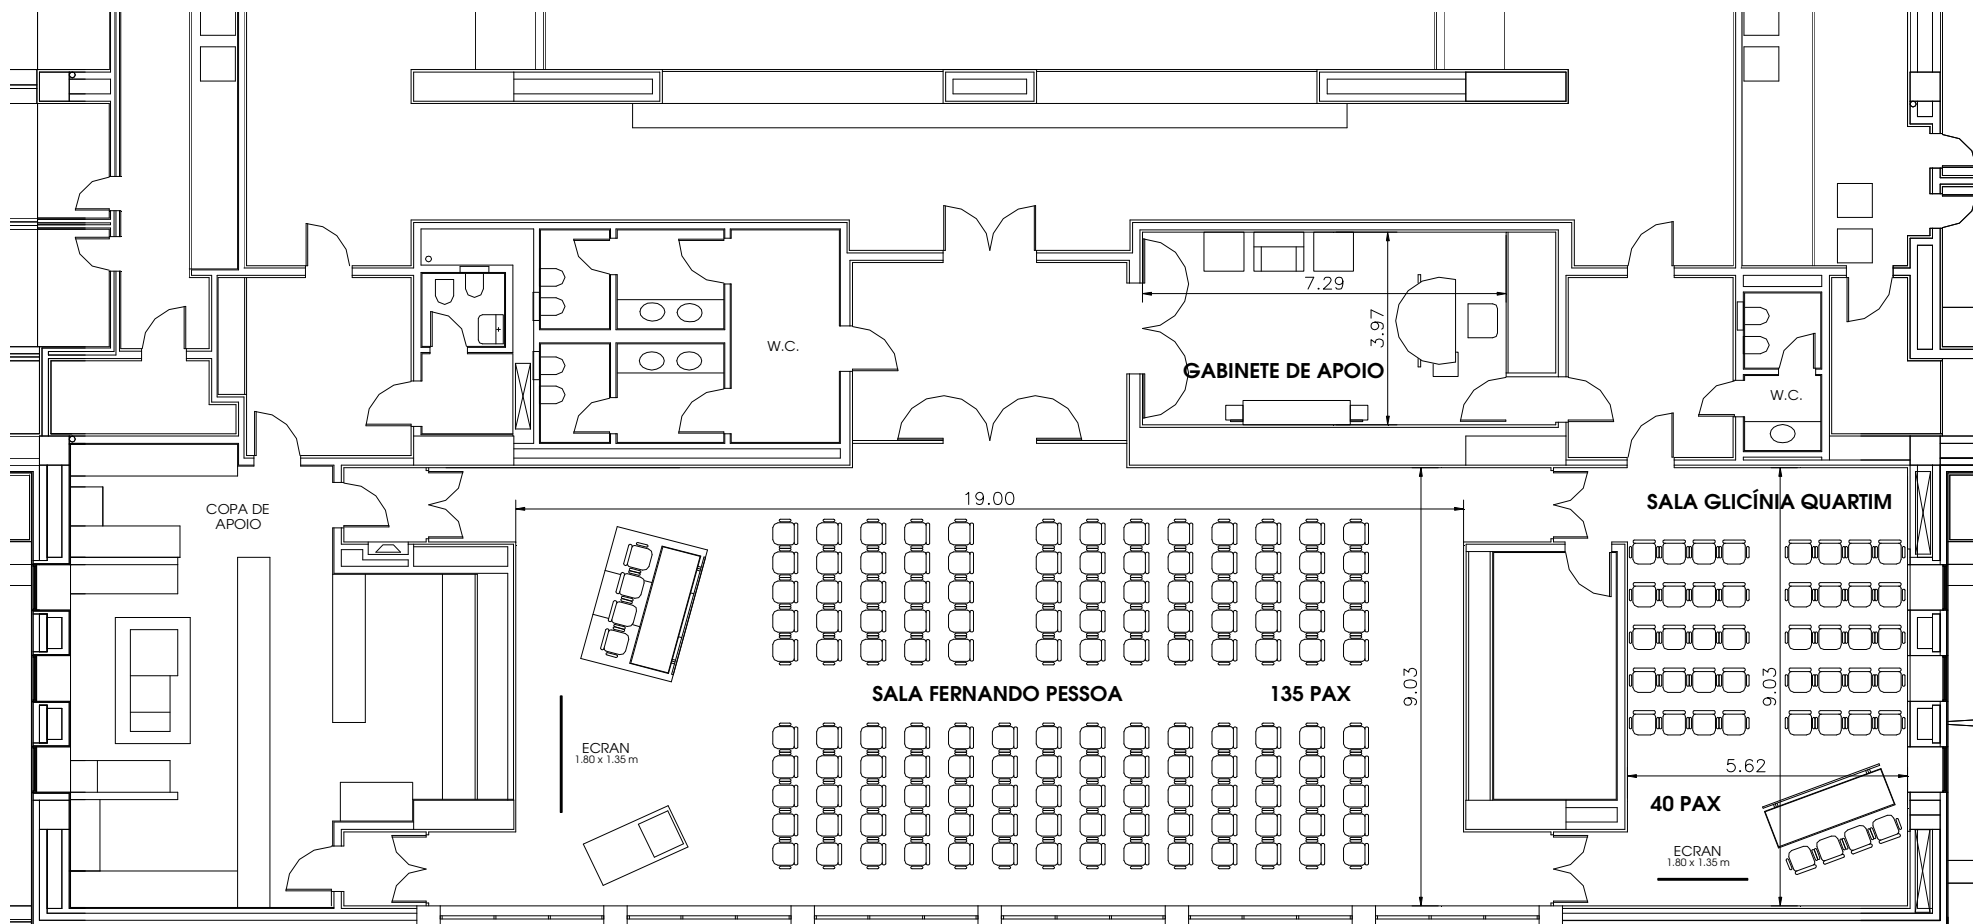 7.29
3.97
W.C.
GABINETE DE APOIO
W.C.
COPA DE
APOIO
19.00
SALA GLICÍNIA QUARTIM
SALA FERNANDO PESSOA
135 PAX
9.03
9.03
ECRAN
1.80 x 1.35 m
5.62
40 PAX
ECRAN
1.80 x 1.35 m